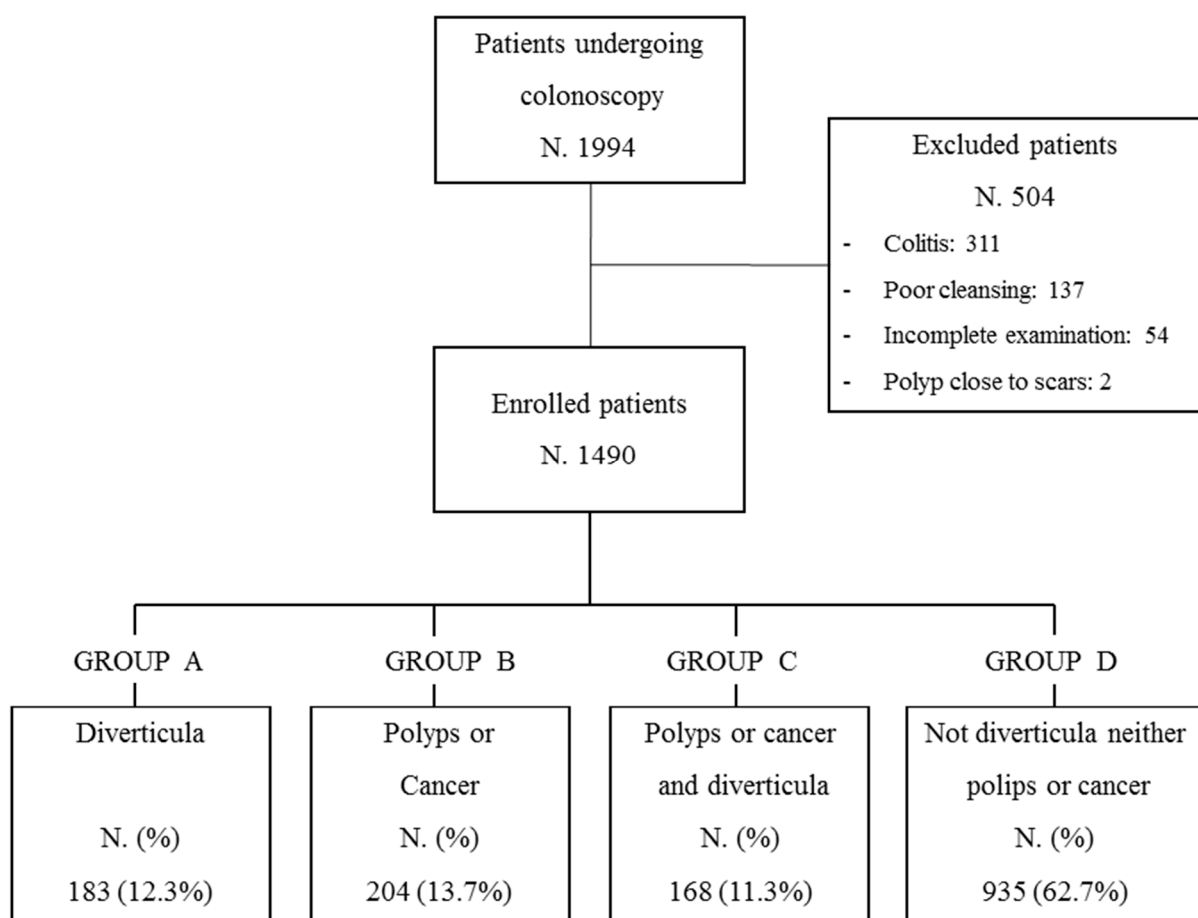 Patients undergoing
colonoscopy
N. 1994
Excluded patients
N. 504
- Colitis: 311
- Poor cleansing: 137
- Incomplete examination: 54
- Polyp close to scars: 2
Enrolled patients
N. 1490
GROUP A
Diverticula
N. (%)
183 (12.3%)
GROUP B
Polyps or
Cancer
N. (%)
204 (13.7%)
GROUP C
Polyps or cancer
and diverticula
N. (%)
168 (11.3%)
GROUP D
Not diverticula neither
polips or cancer
N. (%)
935 (62.7%)